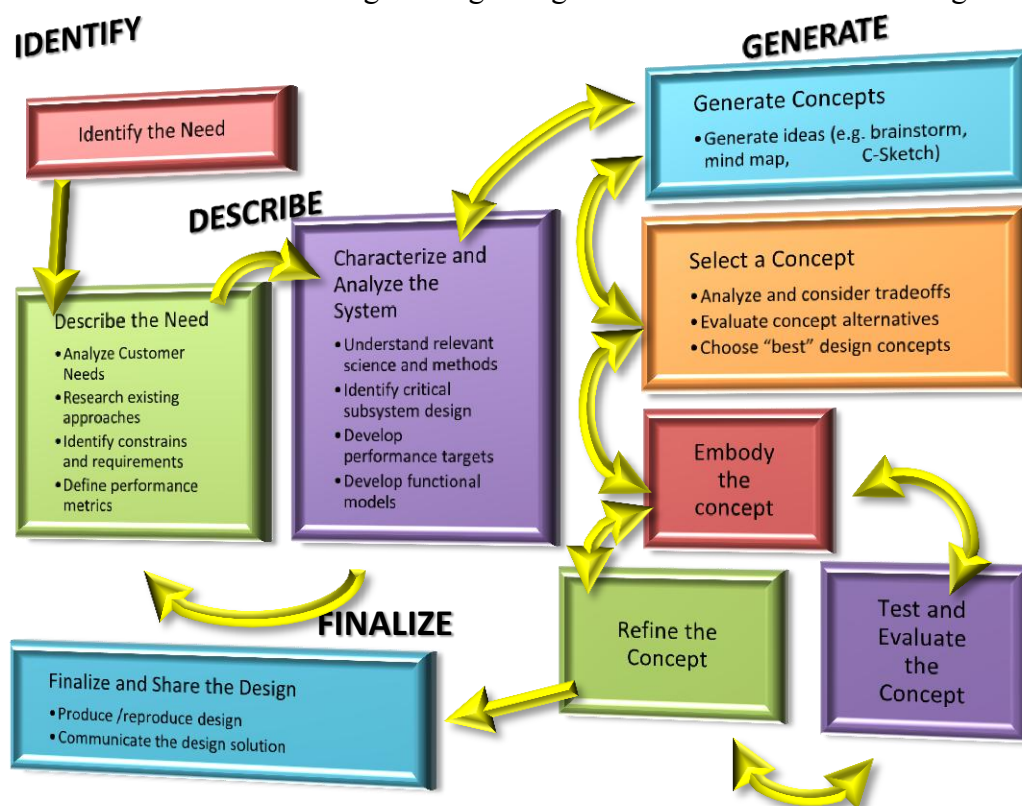 IDENTIFY
Identify the Need
DESCRIBE
Describe the Need
•Analyze Customer
Needs
•Research existing
approaches
•Identify constrains
and requirements
•Define performance
metrics
Characterize and
Analyze the
System
•Understand relevant
science and methods
•Identify critical
subsystem design
•Develop
performance targets
•Develop functional
models
GENERATE
Generate Concepts
•Generate ideas (e.g. brainstorm,
mind map, C-Sketch)
Select a Concept
•Analyze and consider tradeoffs
•Evaluate concept alternatives
•Choose “best” design concepts
Embody
the
concept
Test and
Evaluate
the
Concept
Refine the
Concept
FINALIZE
Finalize and Share the Design
•Produce /reproduce design
•Communicate the design solution